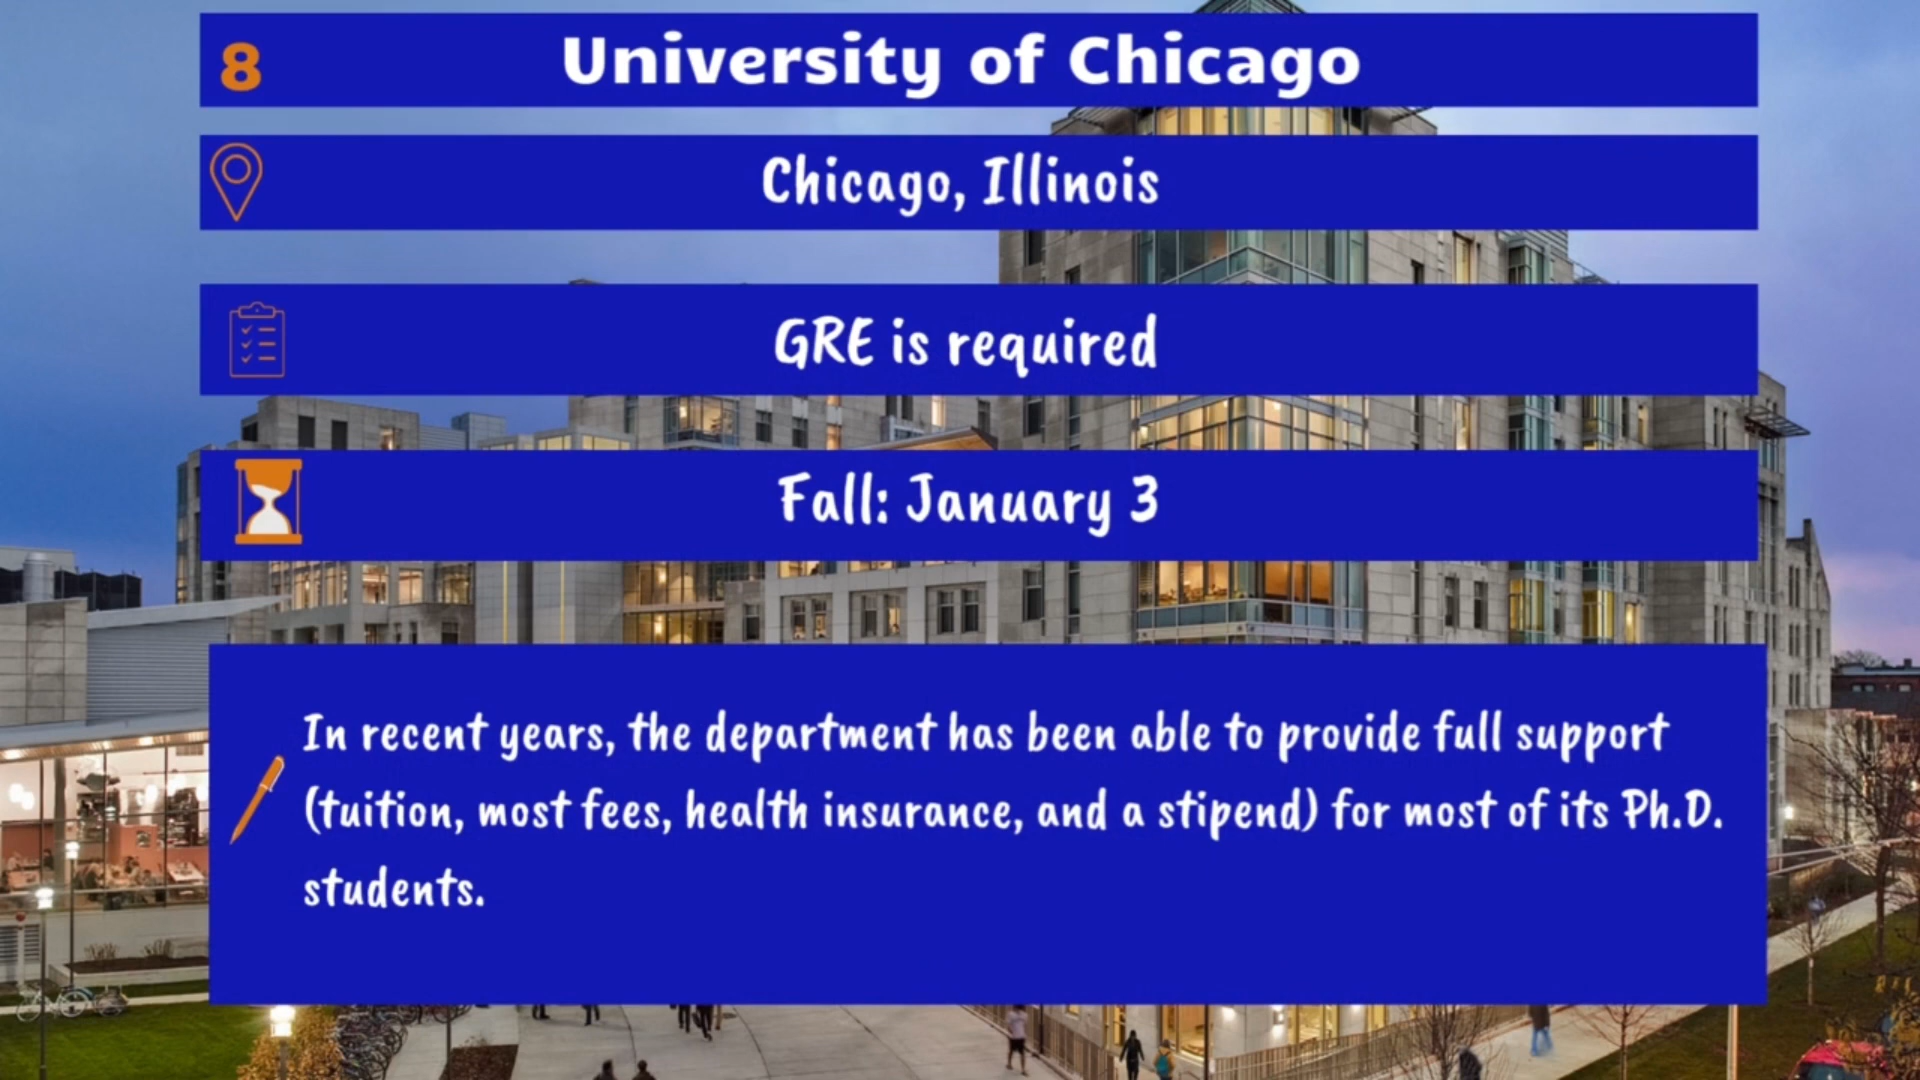 8
University of Chicago
Chicago, Illinois
GRE is required
Fall: January 3
In recent years, the department has been able to provide full support
(tuition, most fees, health insurance, and a stipend) for most of its Ph.D.
students.